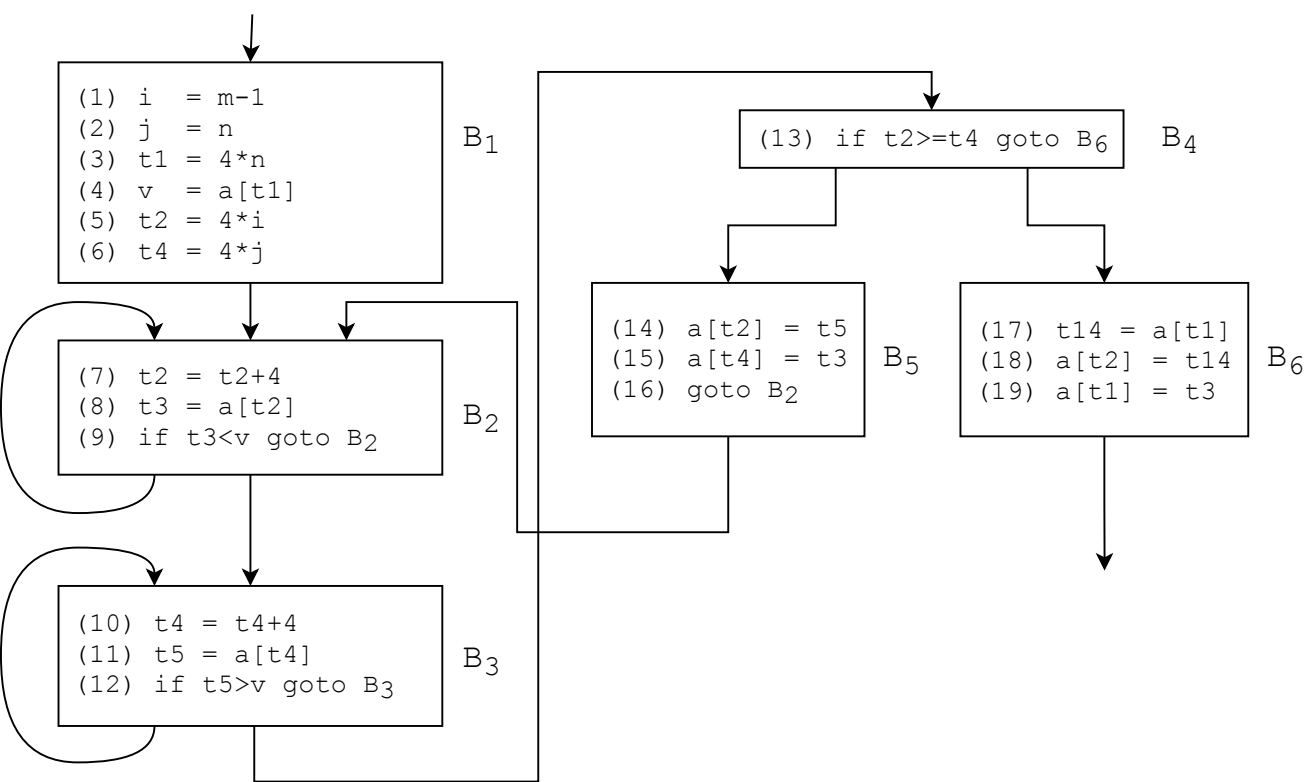 (1) i  = m-1
(2) j  = n
(3) t1 = 4*n
(4) v  = a[t1]
(5) t2 = 4*i
(6) t4 = 4*j
B1
(7) t2 = t2+4
(8) t3 = a[t2]
(9) if t3<v goto B2
B2
(10) t4 = t4+4
(11) t5 = a[t4]
(12) if t5>v goto B3
B3
(13) if t2>=t4 goto B6
B4
(14) a[t2] = t5
(15) a[t4] = t3
(16) goto B2
B5
(17) t14 = a[t1]
(18) a[t2] = t14
(19) a[t1] = t3
B6